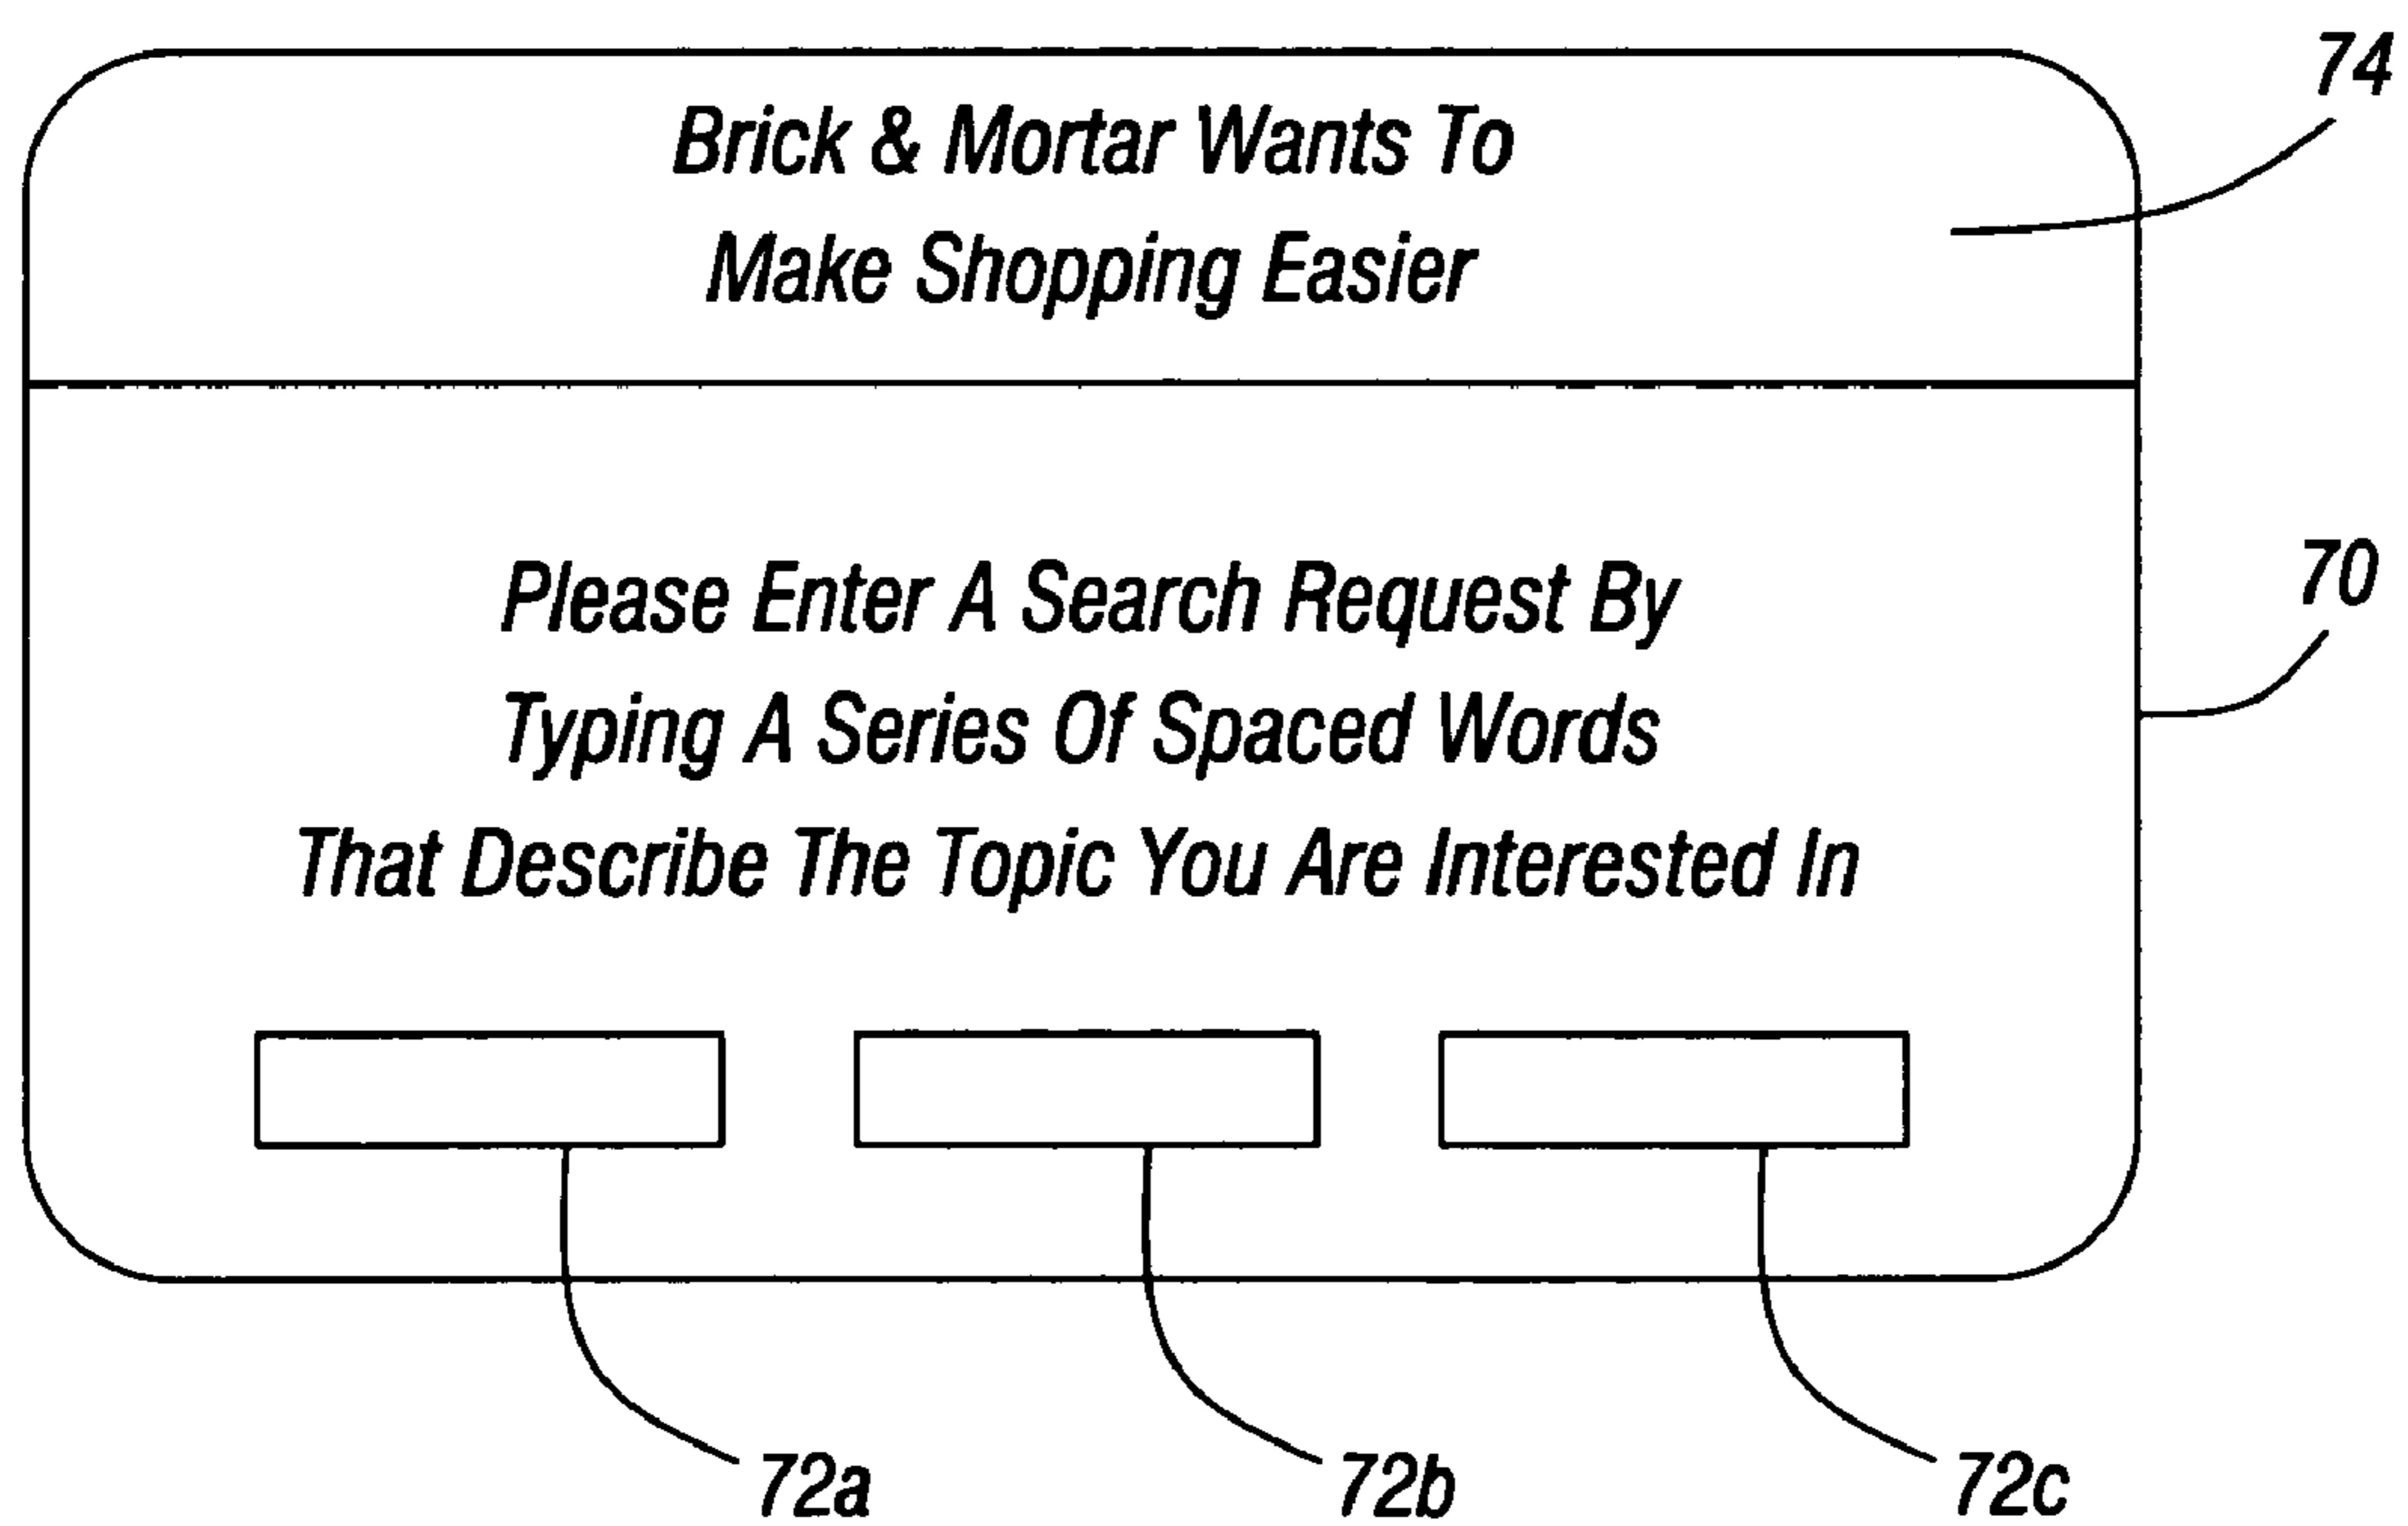 74
Brick & Mortar Wants To
Make Shopping Easier
70
Please Enter A Search Request By
Typing A Series Of Spaced Words
That Describe The Topic You Are Interested In
72a 72b 72c